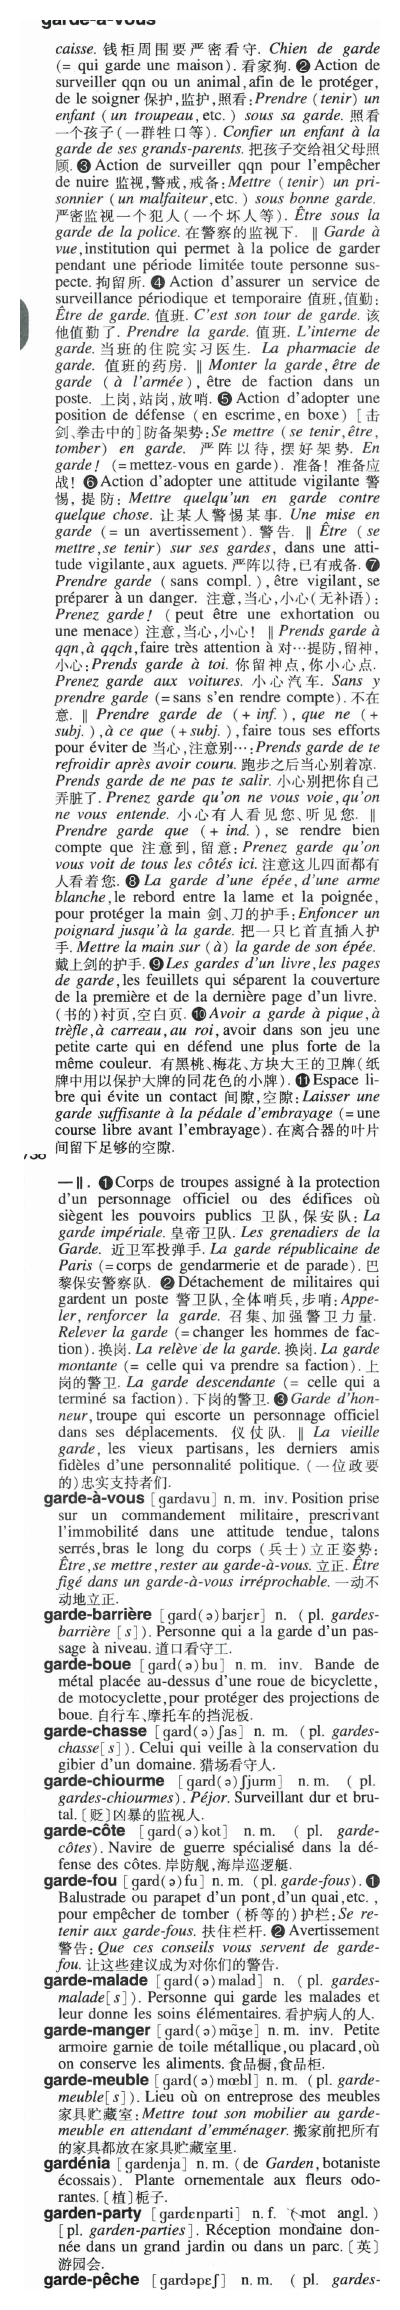 garde-à-vous
caisse. 钱柜周围要严密看守. Chien de garde
(= qui garde une maison). 看家狗. ❷ Action de
surveiller qqn ou un animal, afin de le protéger,
de le soigner 保护,监护,照看: Prendre (tenir) un
enfant (un troupeau, etc.) sous sa garde. 照看
一个孩子(一群牲口等). Confier un enfant à la
garde de ses grands-parents. 把孩子交给祖父母照
顾. ❸ Action de surveiller qqn pour l'empêcher
de nuire 监视,警戒,戒备: Mettre (tenir) un pri-
sonnier (un malfaiteur, etc.) sous bonne garde.
严密监视一个犯人(一个坏人等). Être sous la
garde de la police. 在警察的监视下. ‖ Garde à
vue, institution qui permet à la police de garder
pendant une période limitée toute personne sus-
pecte. 拘留所. ❹ Action d'assurer un service de
surveillance périodique et temporaire 值班,值勤:
Être de garde. 值班. C'est son tour de garde. 该
他值勤了. Prendre la garde. 值班. L'interne de
garde. 当班的住院实习医生. La pharmacie de
garde. 值班的药房. ‖ Monter la garde, être de
garde (à l'armée), être de faction dans un
poste. 上岗,站岗,放哨. ❺ Action d'adopter une
position de défense (en escrime, en boxe) [击
剑、拳击中的]防备架势: Se mettre (se tenir, être,
tomber) en garde. 严阵以待, 摆好架势. En
garde! (= mettez-vous en garde). 准备! 准备应
战! ❻ Action d'adopter une attitude vigilante 警
惕, 提防: Mettre quelqu'un en garde contre
quelque chose. 让某人警惕某事. Une mise en
garde (= un avertissement). 警告. ‖ Être (se
mettre, se tenir) sur ses gardes, dans une atti-
tude vigilante, aux aguets. 严阵以待,已有戒备. ❼
Prendre garde (sans compl.), être vigilant, se
préparer à un danger. 注意,当心,小心(无补语):
Prenez garde! (peut être une exhortation ou
une menace) 注意,当心,小心! ‖ Prends garde à
qqn, à qqch, faire très attention à 对…提防,留神,
小心: Prends garde à toi. 你留神点,你小心点.
Prenez garde aux voitures. 小心汽车. Sans y
prendre garde (= sans s'en rendre compte). 不在
意. ‖ Prendre garde de (+ inf.), que ne (+
subj.), à ce que (+ subj.), faire tous ses efforts
pour éviter de 当心,注意别…: Prends garde de te
refroidir après avoir couru. 跑步之后当心别着凉.
Prends garde de ne pas te salir. 小心别把你自己
弄脏了. Prenez garde qu'on ne vous voie, qu'on
ne vous entende. 小心有人看见您、听见您. ‖
Prendre garde que (+ ind.), se rendre bien
compte que 注意到, 留意: Prenez garde qu'on
vous voit de tous les côtés ici. 注意这儿四面都有
人看着您. ❽ La garde d'une épée, d'une arme
blanche, le rebord entre la lame et la poignée,
pour protéger la main 剑、刀的护手: Enfoncer un
poignard jusqu'à la garde. 把一只匕首直插入护
手. Mettre la main sur (à) la garde de son épée.
戴上剑的护手. ❾ Les gardes d'un livre, les pages
de garde, les feuillets qui séparent la couverture
de la première et de la dernière page d'un livre.
(书的)衬页,空白页. ❿ Avoir a garde à pique, à
trèfle, à carreau, au roi, avoir dans son jeu une
petite carte qui en défend une plus forte de la
même couleur. 有黑桃、梅花、方块大王的卫牌(纸
牌中用以保护大牌的同花色的小牌). ⓫ Espace li-
bre qui évite un contact 间隙,空隙: Laisser une
garde suffisante à la pédale d'embrayage (= une
course libre avant l'embrayage). 在离合器的叶片
间留下足够的空隙.
— II. ❶ Corps de troupes assigné à la protection
d'un personnage officiel ou des édifices où
siègent les pouvoirs publics 卫队, 保安队: La
garde impériale. 皇帝卫队. Les grenadiers de la
Garde. 近卫军投弹手. La garde républicaine de
Paris (= corps de gendarmerie et de parade). 巴
黎保安警察队. ❷ Détachement de militaires qui
gardent un poste 警卫队,全体哨兵,步哨: Appe-
ler, renforcer la garde. 召集、加强警卫力量.
Relever la garde (= changer les hommes de fac-
tion). 换岗. La relève de la garde. 换岗. La garde
montante (= celle qui va prendre sa faction). 上
岗的警卫. La garde descendante (= celle qui a
terminé sa faction). 下岗的警卫. ❸ Garde d'hon-
neur, troupe qui escorte un personnage officiel
dans ses déplacements. 仪仗队. ‖ La vieille
garde, les vieux partisans, les derniers amis
fidèles d'une personnalité politique. (一位政要
的)忠实支持者们.
garde-à-vous [gardavu] n. m. inv. Position prise
sur un commandement militaire, prescrivant
l'immobilité dans une attitude tendue, talons
serrés, bras le long du corps (兵士)立正姿势:
Être, se mettre, rester au garde-à-vous. 立正. Être
figé dans un garde-à-vous irréprochable. 一动不
动地立正.
garde-barrière [gard(ə)barjɛr] n. (pl. gardes-
barrière [s]). Personne qui a la garde d'un pas-
sage à niveau. 道口看守工.
garde-boue [gard(ə)bu] n. m. inv. Bande de
métal placée au-dessus d'une roue de bicyclette,
de motocyclette, pour protéger des projections de
boue. 自行车、摩托车的挡泥板.
garde-chasse [gard(ə)ʃas] n. m. (pl. gardes-
chasse[s]). Celui qui veille à la conservation du
gibier d'un domaine. 猎场看守人.
garde-chiourme [gard(ə)ʃjurm] n. m. (pl.
gardes-chiourmes). Péjor. Surveillant dur et bru-
tal. 〔贬〕凶暴的监视人.
garde-côte [gard(ə)kot] n. m. (pl. garde-
côtes). Navire de guerre spécialisé dans la dé-
fense des côtes. 岸防舰,海岸巡逻艇.
garde-fou [gard(ə)fu] n. m. (pl. garde-fous). ❶
Balustrade ou parapet d'un pont, d'un quai, etc.,
pour empêcher de tomber (桥等的)护栏: Se re-
tenir aux garde-fous. 扶住栏杆. ❷ Avertissement
警告: Que ces conseils vous servent de garde-
fou. 让这些建议成为对你们的警告.
garde-malade [gard(ə)malad] n. (pl. gardes-
malade[s]). Personne qui garde les malades et
leur donne les soins élémentaires. 看护病人的人.
garde-manger [gard(ə)mɑ̃ʒe] n. m. inv. Petite
armoire garnie de toile métallique, ou placard, où
on conserve les aliments. 食品橱,食品柜.
garde-meuble [gard(ə)mœbl] n. m. (pl. garde-
meuble[s]). Lieu où on entrepose des meubles
家具贮藏室: Mettre tout son mobilier au garde-
meuble en attendant d'emménager. 搬家前把所有
的家具都放在家具贮藏室里.
gardénia [gardenja] n. m. (de Garden, botaniste
écossais). Plante ornementale aux fleurs odo-
rantes. 〔植〕栀子.
garden-party [gardɛnparti] n. f. (mot angl.)
[pl. garden-parties]. Réception mondaine don-
née dans un grand jardin ou dans un parc. 〔英〕
游园会.
garde-pêche [gardəpɛʃ] n. m. (pl. gardes-